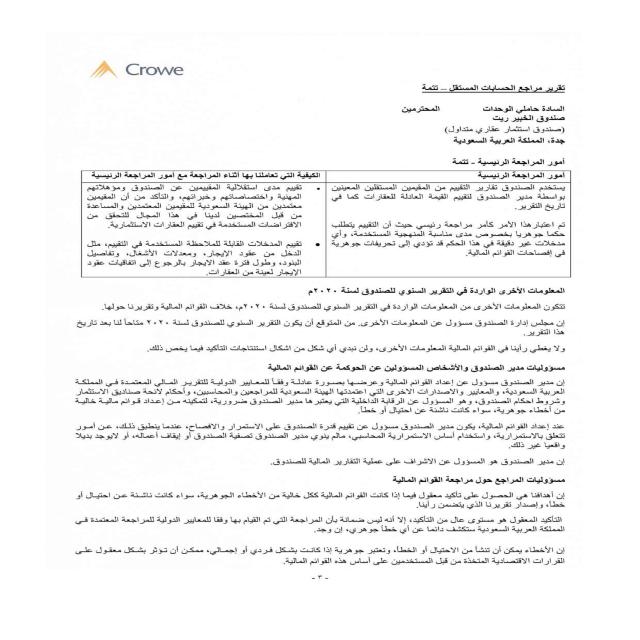 Crowe
تقرير مراجع الحسابات المستقل – تتمة
السادة حاملي الوحدات المحترمين
صندوق الخبير ريت
(صندوق استثمار عقاري متداول)
جدة، المملكة العربية السعودية
أمور المراجعة الرئيسية - تتمة
أمور المراجعة الرئيسية
يستخدم الصندوق تقارير التقييم من المقيمين المستقلين المعينين
بواسطة مدير الصندوق لتقييم القيمة العادلة للعقارات كما في
تاريخ التقرير.
تم اعتبار هذا الأمر كأمر مراجعة رئيسي حيث أن التقييم يتطلب
حكما جوهريا بخصوص مدى مناسبة المنهجية المستخدمة، وأي
مدخلات غير دقيقة في هذا الحكم قد تؤدي إلى تحريفات جوهرية
في إفصاحات القوائم المالية.
الكيفية التي تعاملنا بها أثناء المراجعة مع أمور المراجعة الرئيسية
• تقييم مدى استقلالية المقيمين عن الصندوق ومؤهلاتهم
المهنية واختصاصاتهم وخبراتهم، والتأكد من أن المقيمين
معتمدين من الهيئة السعودية للمقيمين المعتمدين والمساعدة
من قبل المختصين لدينا في هذا المجال للتحقق من
الافتراضات المستخدمة في تقييم العقارات الاستثمارية.
• تقييم المدخلات القابلة للملاحظة المستخدمة في التقييم، مثل
الدخل من عقود الإيجار، ومعدلات الأشغال، وتفاصيل
البنود، وطول فترة عقد الإيجار بالرجوع إلى اتفاقيات عقود
الإيجار لعينة من العقارات.
المعلومات الأخرى الواردة في التقرير السنوي للصندوق لسنة ٢٠٢٠م
تتكون المعلومات الأخرى من المعلومات الواردة في التقرير السنوي للصندوق لسنة ٢٠٢٠م، خلاف القوائم المالية وتقريرنا حولها.
إن مجلس إدارة الصندوق مسؤول عن المعلومات الأخرى. من المتوقع أن يكون التقرير السنوي للصندوق لسنة ٢٠٢٠ متاحاً لنا بعد تاريخ
هذا التقرير.
ولا يغطي رأينا في القوائم المالية المعلومات الأخرى، ولن نبدي أي شكل من اشكال استنتاجات التأكيد فيما يخص ذلك.
مسؤوليات مدير الصندوق والأشخاص المسؤولين عن الحوكمة عن القوائم المالية
إن مدير الصندوق مسؤول عن إعداد القوائم المالية وعرضها بصورة عادلة وفقاً للمعايير الدولية للتقرير المالي المعتمدة في المملكة
العربية السعودية، والمعايير والاصدارات الاخرى التي اعتمدتها الهيئة السعودية للمراجعين والمحاسبين، وأحكام لائحة صناديق الاستثمار
وشروط احكام الصندوق، وهو المسؤول عن الرقابة الداخلية التي يعتبرها مدير الصندوق ضرورية، لتمكينه من إعداد قوائم مالية خالية
من أخطاء جوهرية، سواء كانت ناشئة عن احتيال أو خطأ.
عند إعداد القوائم المالية، يكون مدير الصندوق مسؤول عن تقييم قدرة الصندوق على الاستمرار والافصاح، عندما ينطبق ذلك، عن أمور
تتعلق بالاستمرارية، واستخدام أساس الاستمرارية المحاسبي، مالم ينوي مدير الصندوق تصفية الصندوق أو إيقاف أعماله، أو لايوجد بديلا
واقعيا غير ذلك.
إن مدير الصندوق هو المسؤول عن الاشراف على عملية التقارير المالية للصندوق.
مسؤوليات المراجع حول مراجعة القوائم المالية
إن أهدافنا هي الحصول على تأكيد معقول فيما إذا كانت القوائم المالية ككل خالية من الأخطاء الجوهرية، سواء كانت ناشئة عن احتيال أو
خطأ، وإصدار تقريرنا الذي يتضمن رأينا.
التأكيد المعقول هو مستوى عال من التأكيد، إلا أنه ليس ضمانة بأن المراجعة التي تم القيام بها وفقا للمعايير الدولية للمراجعة المعتمدة في
المملكة العربية السعودية ستكشف دائما عن أي خطأ جوهري، إن وجد.
إن الأخطاء يمكن أن تنشأ من الاحتيال أو الخطأ، وتعتبر جوهرية إذا كانت بشكل فردي أو إجمالي، ممكن أن تؤثر بشكل معقول على
القرارات الاقتصادية المتخذة من قبل المستخدمين على أساس هذه القوائم المالية.
- ٣ -